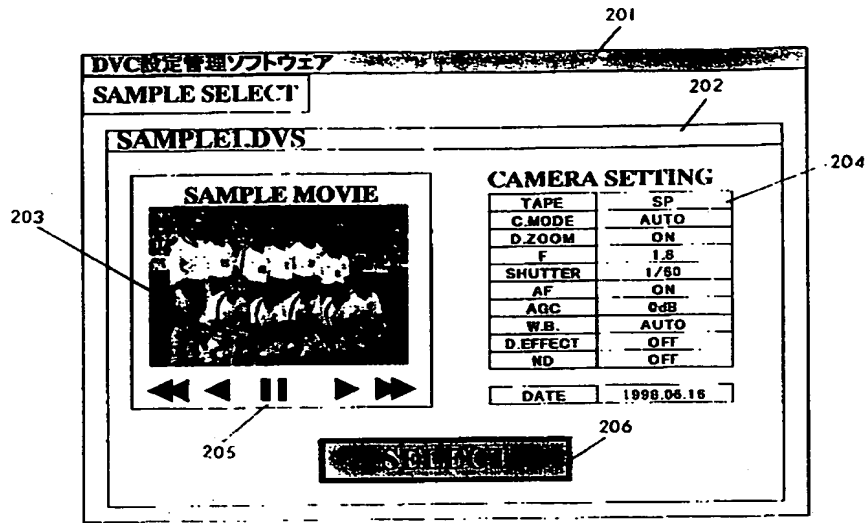 201
DVC設定管理ソフトウェア
SAMPLE SELECT
202
SAMPLE1.DVS
203
SAMPLE MOVIE
CAMERA SETTING
204
TAPE SP
C.MODE AUTO
D.ZOOM ON
F 1.8
SHUTTER 1/60
AF ON
AGC 0dB
W.B. AUTO
D.EFFECT OFF
ND OFF
DATE 1998.06.16
205
SELECT
206